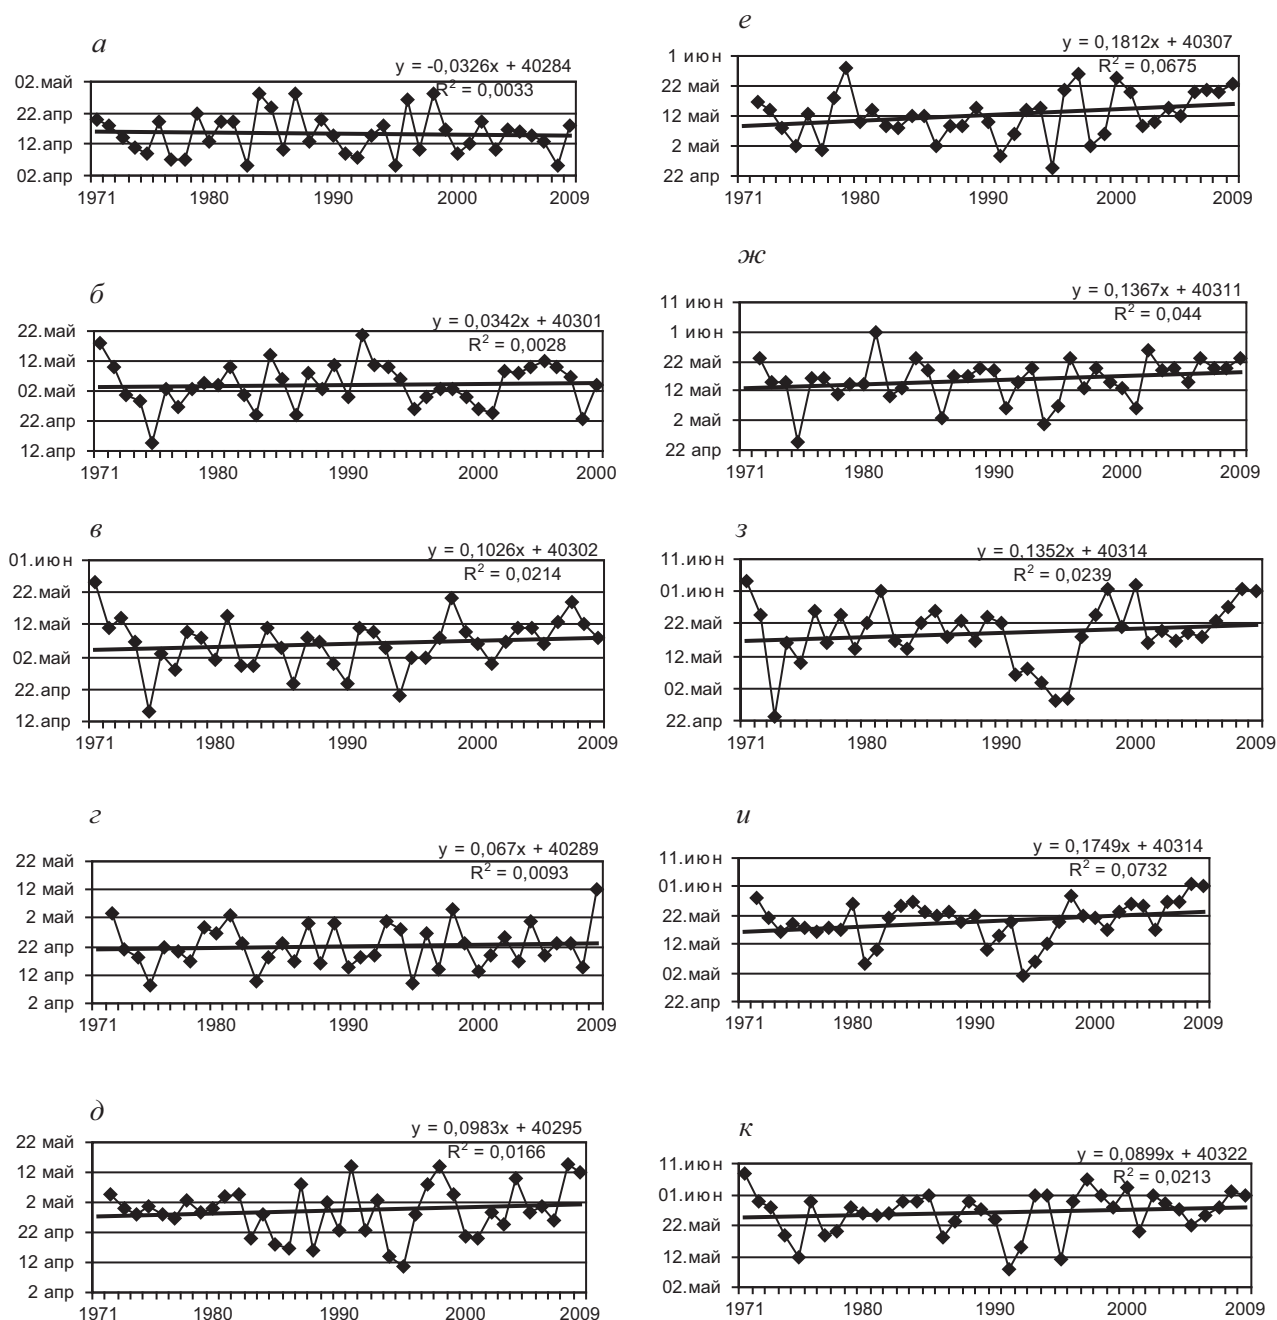 а
y = -0,0326x + 40284
R² = 0,0033
02.май
22.апр
12.апр
02.апр
1971 1980 1990 2000 2009
б
y = 0,0342x + 40301
R² = 0,0028
22.май
12.май
02.май
22.апр
12.апр
1971 1980 1990 2000 2000
в
y = 0,1026x + 40302
R² = 0,0214
01.июн
22.май
12.май
02.май
22.апр
12.апр
1971 1980 1990 2000 2009
г
y = 0,067x + 40289
R² = 0,0093
22 май
12 май
2 май
22 апр
12 апр
2 апр
1971 1980 1990 2000 2009
д
y = 0,0983x + 40295
R² = 0,0166
22 май
12 май
2 май
22 апр
12 апр
2 апр
1971 1980 1990 2000 2009
е
y = 0,1812x + 40307
R² = 0,0675
1 июн
22 май
12 май
2 май
22 апр
1971 1980 1990 2000 2009
ж
y = 0,1367x + 40311
R² = 0,044
11 июн
1 июн
22 май
12 май
2 май
22 апр
1971 1980 1990 2000 2009
з
y = 0,1352x + 40314
R² = 0,0239
11.июн
01.июн
22.май
12.май
02.май
22.апр
1971 1980 1990 2000 2009
и
y = 0,1749x + 40314
R² = 0,0732
11.июн
01.июн
22.май
12.май
02.май
22.апр
1971 1980 1990 2000 2009
к
y = 0,0899x + 40322
R² = 0,0213
11.июн
01.июн
22.май
12.май
02.май
1971 1980 1990 2000 2009